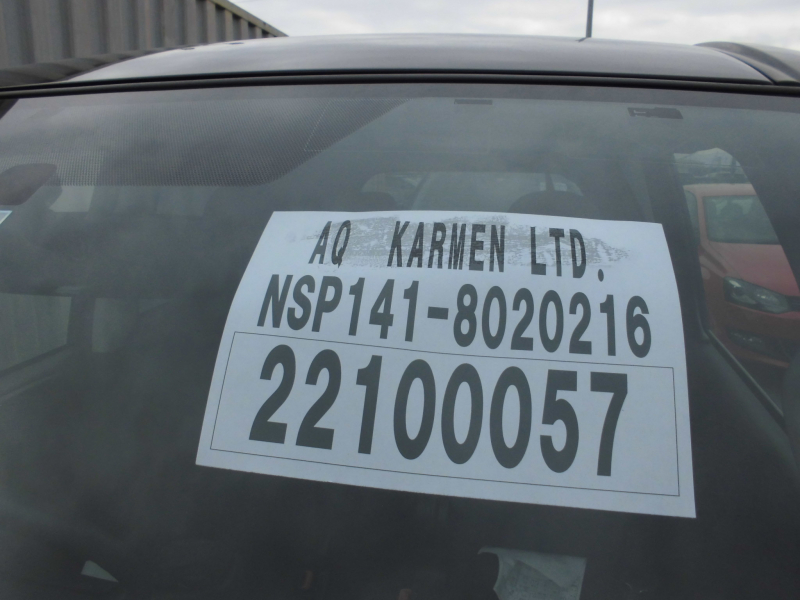 AQ KARMEN LTD.
NSP141-8020216
22100057